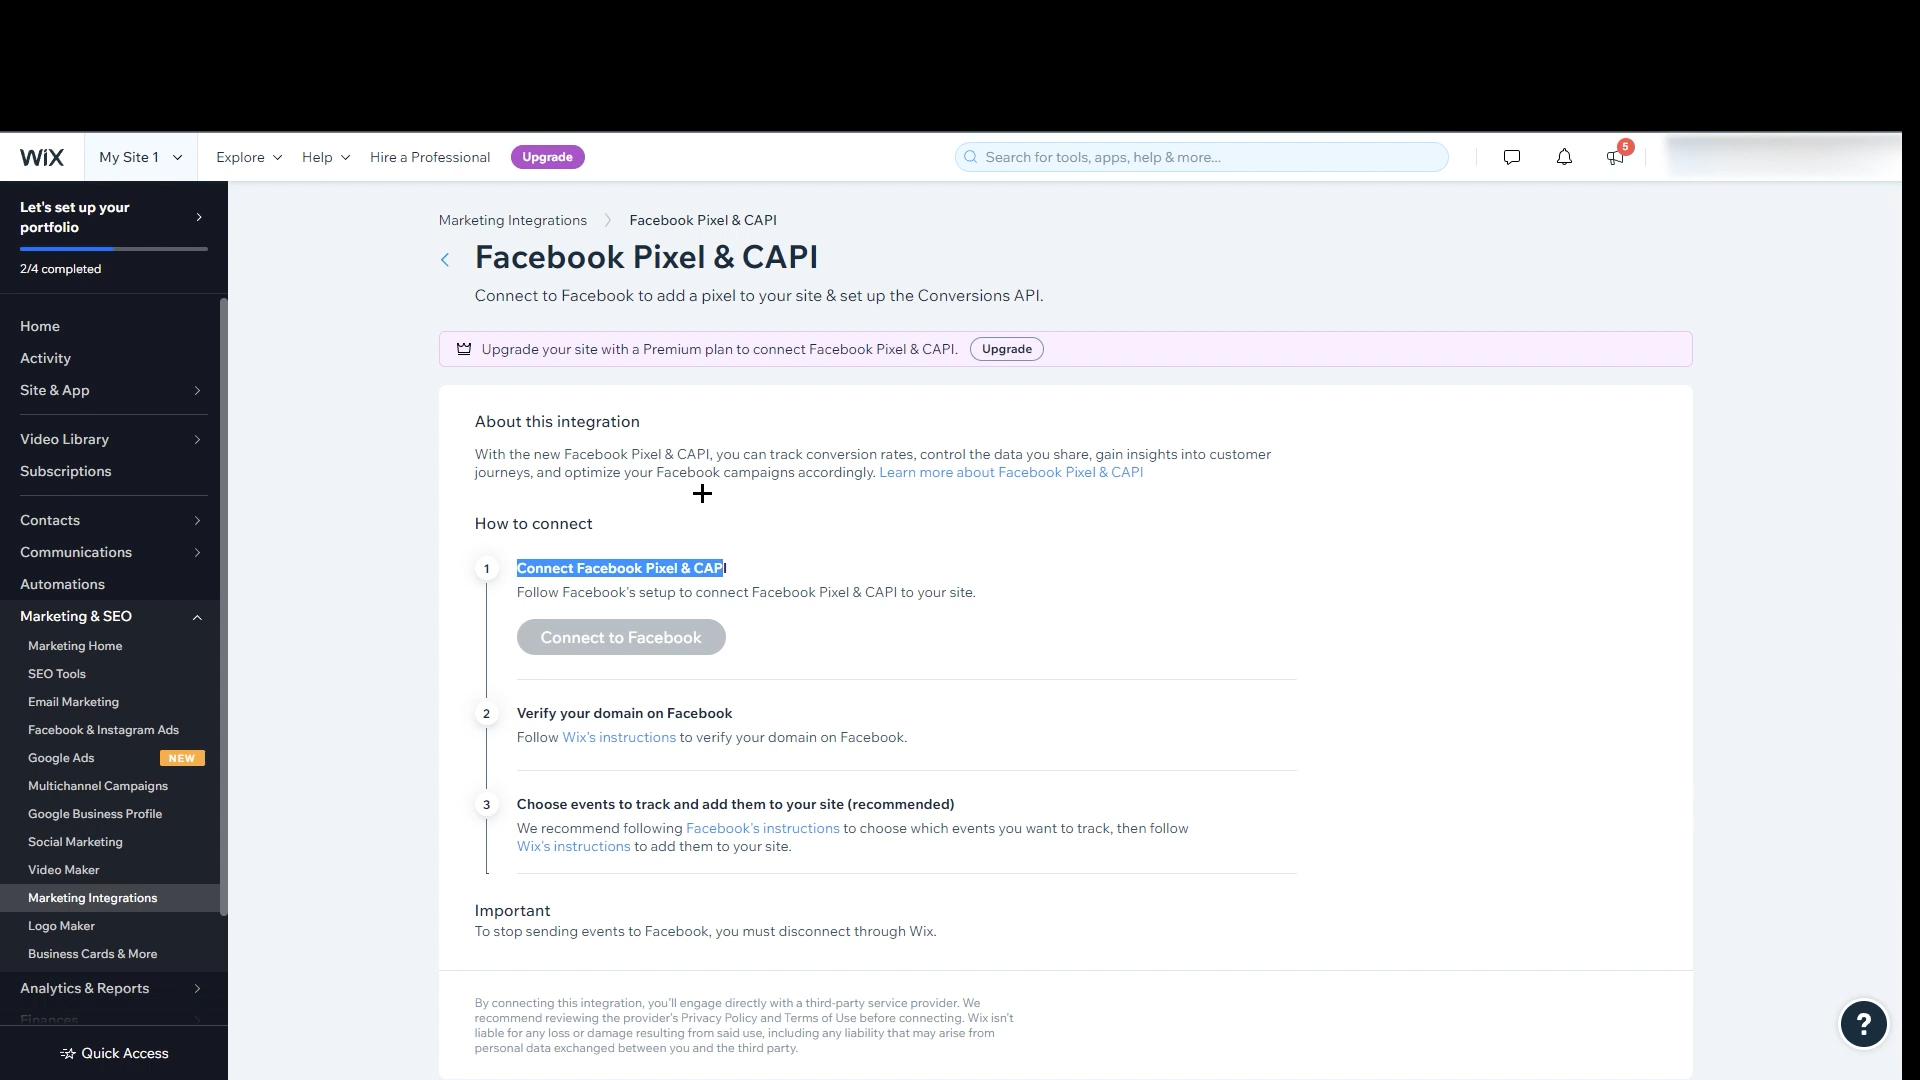 WiX
My Site 1
Explore
Help
Hire a Professional
Upgrade
Search for tools, apps, help & more...
5
Let's set up your
portfolio
2/4 completed
Home
Activity
Site & App
Video Library
Subscriptions
Contacts
Communications
Automations
Marketing & SEO
Marketing Home
SEO Tools
Email Marketing
Facebook & Instagram Ads
Google Ads NEW
Multichannel Campaigns
Google Business Profile
Social Marketing
Video Maker
Marketing Integrations
Logo Maker
Business Cards & More
Analytics & Reports
Finances
Quick Access
Marketing Integrations
Facebook Pixel & CAPI
Facebook Pixel & CAPI
Connect to Facebook to add a pixel to your site & set up the Conversions API.
Upgrade your site with a Premium plan to connect Facebook Pixel & CAPI. Upgrade
About this integration
With the new Facebook Pixel & CAPI, you can track conversion rates, control the data you share, gain insights into customer
journeys, and optimize your Facebook campaigns accordingly. Learn more about Facebook Pixel & CAPI
How to connect
1 Connect Facebook Pixel & CAPI
Follow Facebook's setup to connect Facebook Pixel & CAPI to your site.
Connect to Facebook
2 Verify your domain on Facebook
Follow Wix's instructions to verify your domain on Facebook.
3 Choose events to track and add them to your site (recommended)
We recommend following Facebook's instructions to choose which events you want to track, then follow
Wix's instructions to add them to your site.
Important
To stop sending events to Facebook, you must disconnect through Wix.
By connecting this integration, you'll engage directly with a third-party service provider. We
recommend reviewing the provider's Privacy Policy and Terms of Use before connecting. Wix isn't
liable for any loss or damage resulting from said use, including any liability that may arise from
personal data exchanged between you and the third party.
?